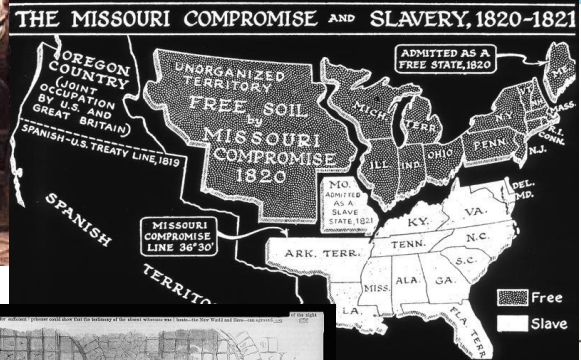 THE MISSOURI COMPROMISE AND SLAVERY, 1820-1821
ADMITTED AS A
FREE STATE, 1820
OREGON
COUNTRY
(JOINT
OCCUPATION
BY U.S. AND
GREAT BRITAIN)
SPANISH-U.S. TREATY LINE, 1819
UNORGANIZED
TERRITORY
FREE SOIL
by
MISSOURI
COMPROMISE
1820
MICH.
TERR.
ILL.
IND.
OHIO
PENN.
N.Y.
VT.
N.H.
ME.
MASS.
R.I.
CONN.
N.J.
DEL.
MD.
MO.
ADMITTED
AS A
SLAVE
STATE, 1821
KY.
VA.
TENN.
N.C.
S.C.
MISS.
ALA.
GA.
FLA. TERR.
LA.
ARK. TERR.
MISSOURI
COMPROMISE
LINE 36°30'
SPANISH
Free
Slave